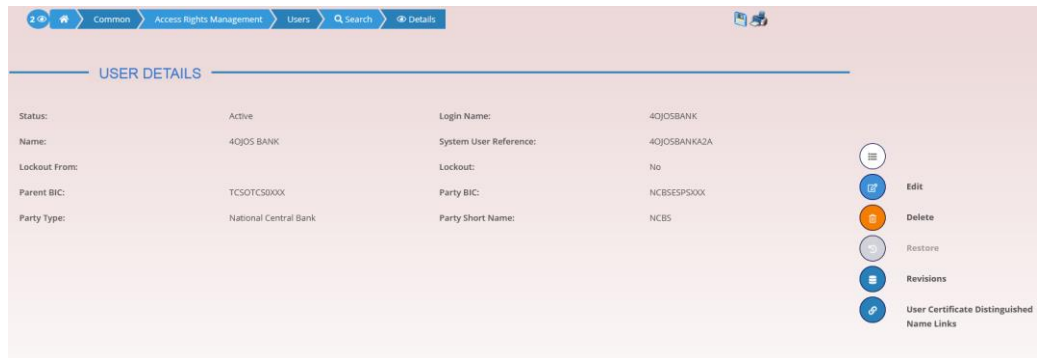 2 Common Access Rights Management Users Search Details
USER DETAILS
Status: Active Login Name: 4OJOSBANK
Name: 4OJOS BANK System User Reference: 4OJOSBANKA2A
Lockout From: Lockout: No
Parent BIC: TCSOTCS0XXX Party BIC: NCBSESPSXXX
Party Type: National Central Bank Party Short Name: NCBS
Edit
Delete
Restore
Revisions
User Certificate Distinguished
Name Links